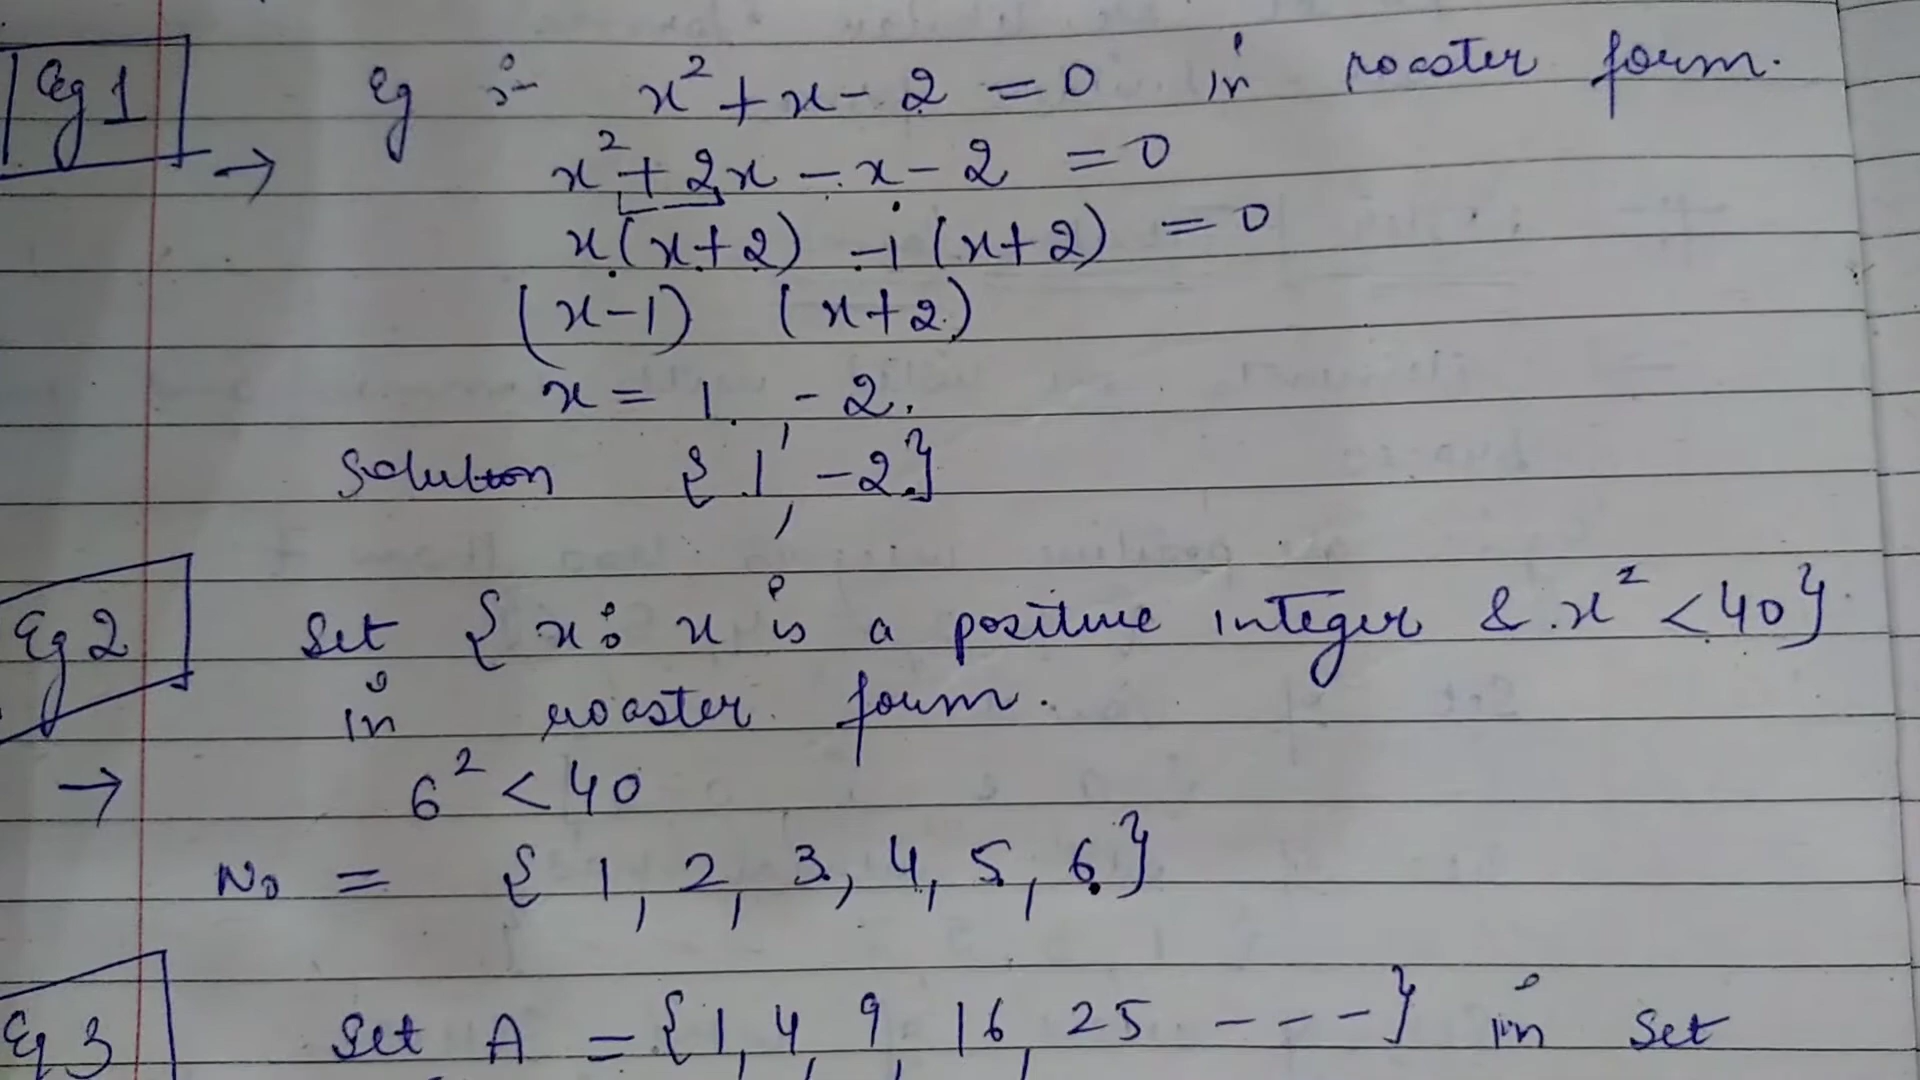 Eg 1
Eg :- x² + x - 2 = 0 in roaster form.
→ x² + 2x - x - 2 = 0
x(x+2) -1(x+2) = 0
(x-1) (x+2)
x = 1, -2.
Solution {1, -2}
Eg 2
Set {x : x is a positive integer & x² < 40}
in roaster form.
→ 6² < 40
No = {1, 2, 3, 4, 5, 6}
Eg 3
Set A = {1, 4, 9, 16, 25 ---} in Set